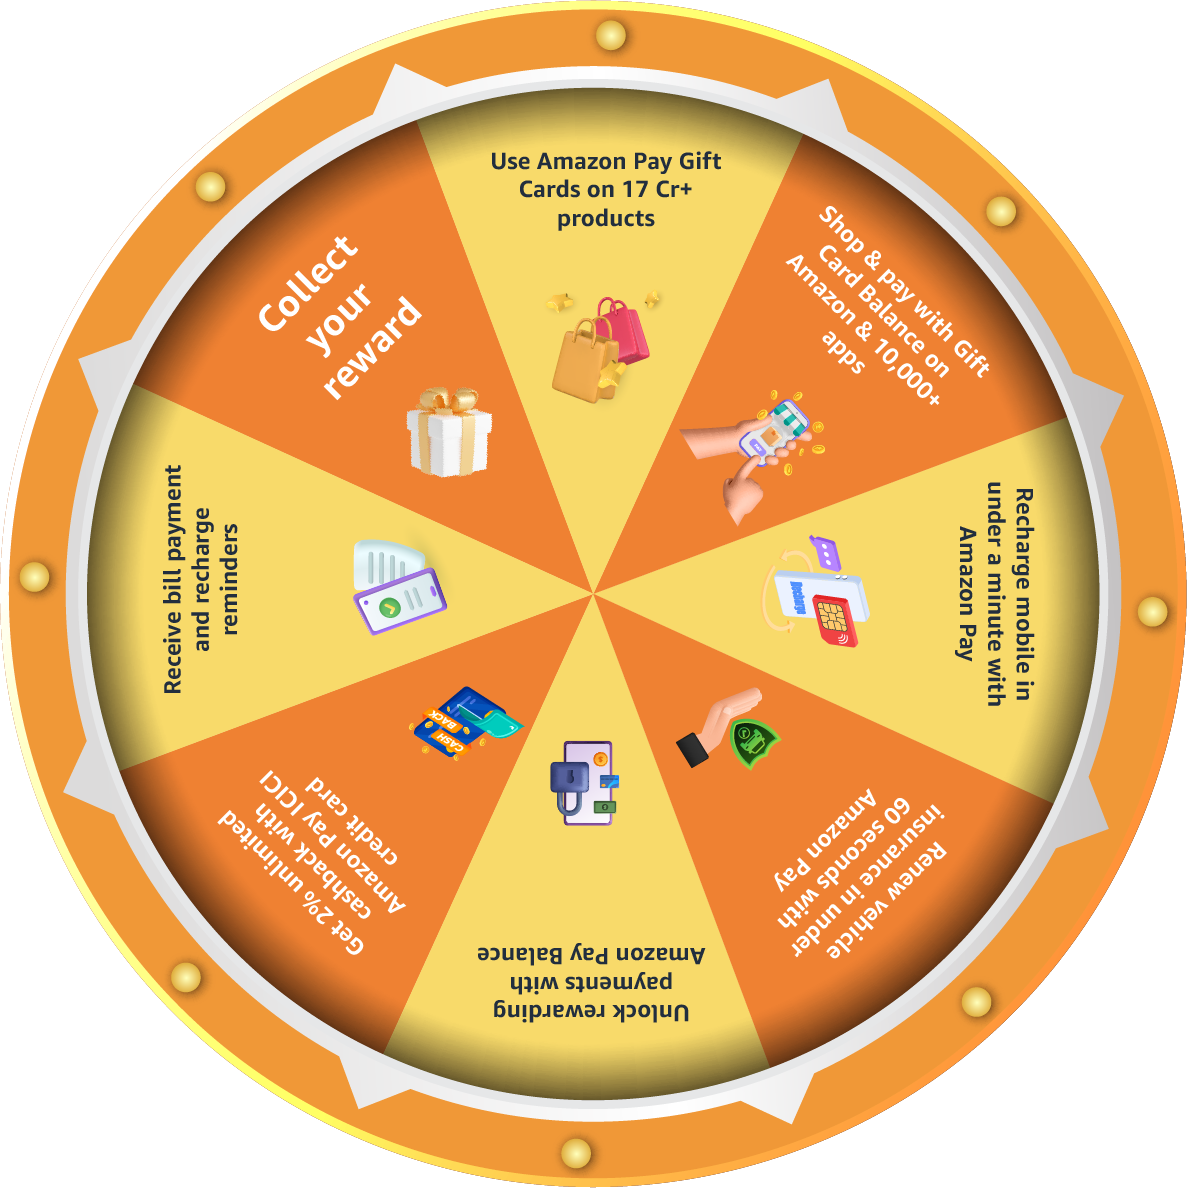 Use Amazon Pay Gift
Cards on 17 Cr+
products
Shop & pay with Gift
Card Balance on
Amazon & 10,000+
apps
Recharge mobile in
under a minute with
Amazon Pay
Recharge
Renew vehicle
insurance in under
60 seconds with
Amazon Pay
Unlock rewarding
payments with
Amazon Pay Balance
Get 2% unlimited
cashback with
Amazon Pay ICICI
credit card
CASH
BACK
Receive bill payment
and recharge
reminders
Collect
your
reward